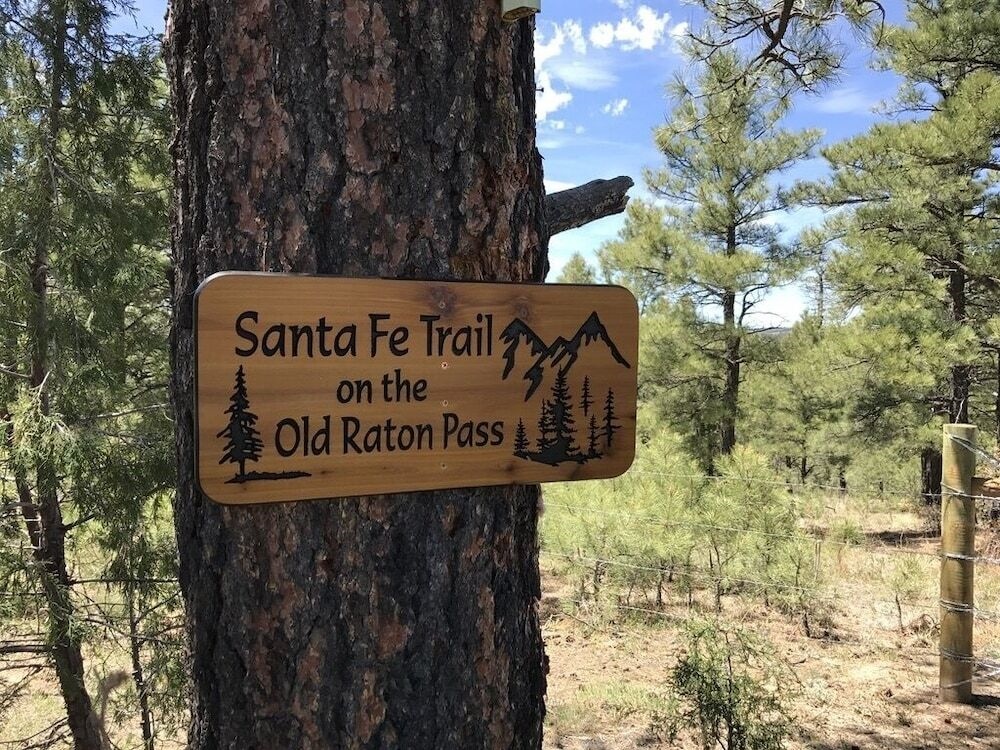 Santa Fe Trail
on the
Old Raton Pass